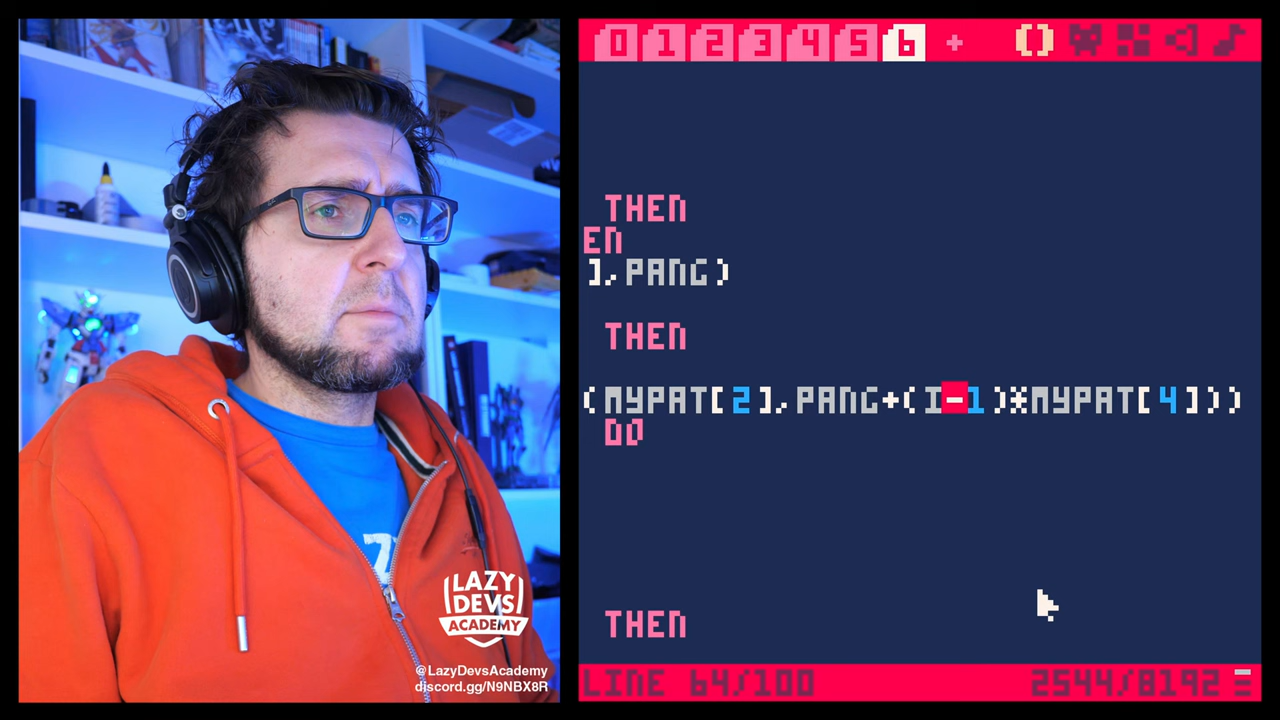 0 1 2 3 4 5 6 +
THEN
EN
],PANG)
THEN
(MYPAT[2],PANG+(I-1)*MYPAT[4]))
DO
THEN
LINE 64/100
2544/8192
LAZY
DEVS
ACADEMY
@LazyDevsAcademy
discord.gg/N9NBX8R